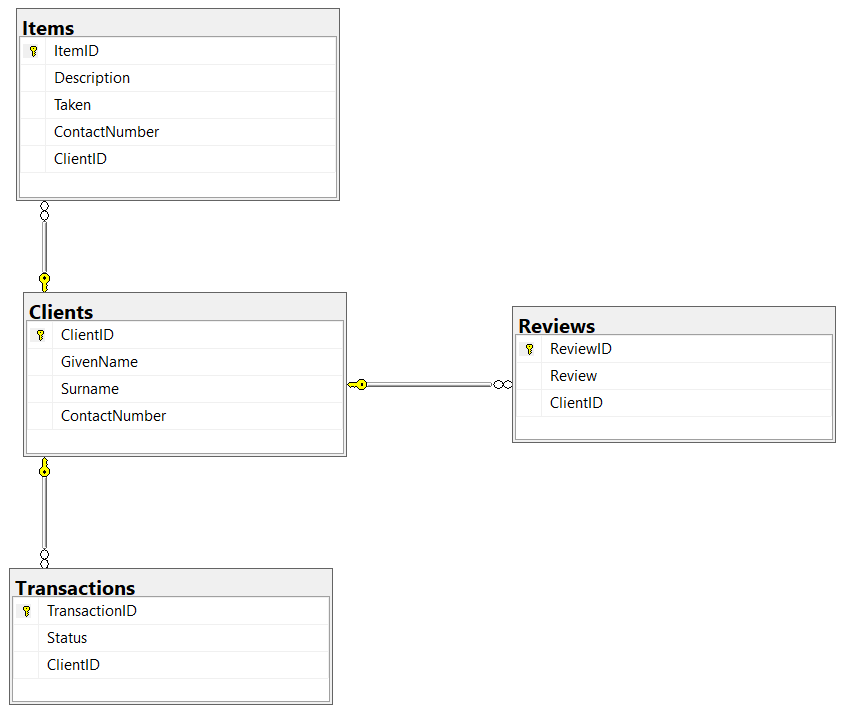 Items
ItemID
Description
Taken
ContactNumber
ClientID
Clients
ClientID
GivenName
Surname
ContactNumber
Reviews
ReviewID
Review
ClientID
Transactions
TransactionID
Status
ClientID